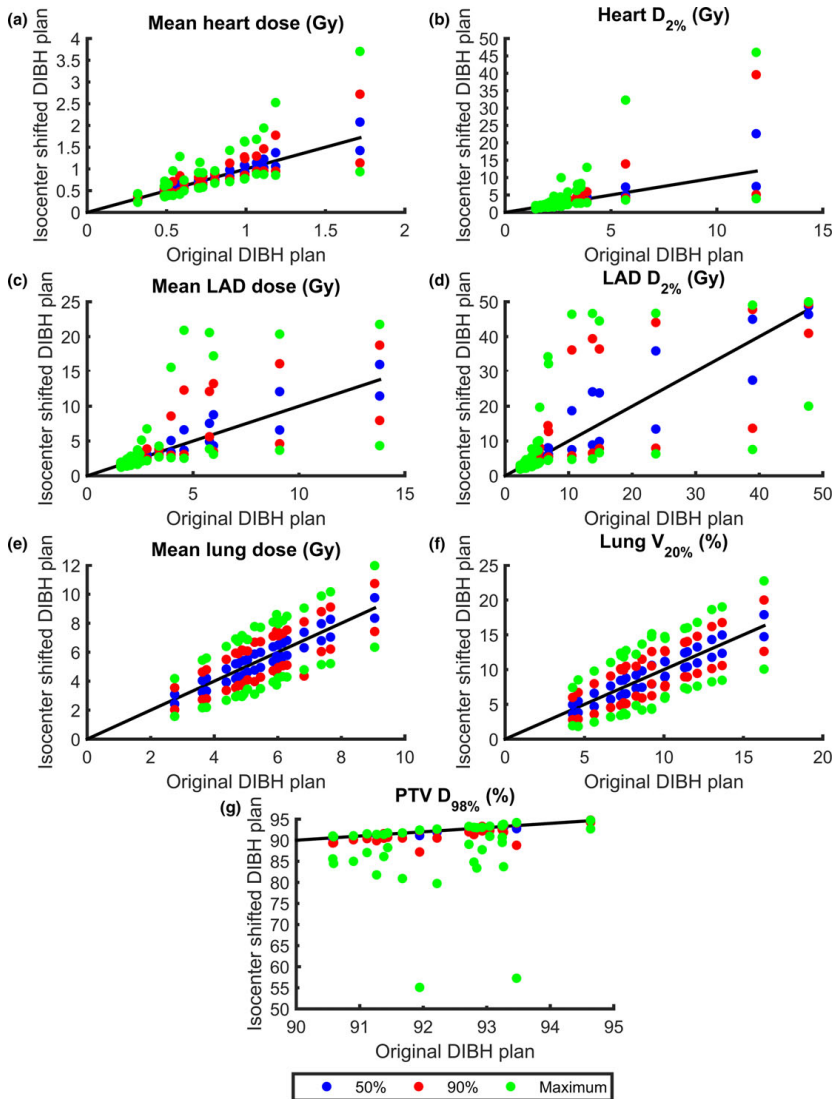 (a)
Mean heart dose (Gy)
Isocenter shifted DIBH plan
4
3.5
3
2.5
2
1.5
1
0.5
0
0 0.5 1 1.5 2
Original DIBH plan
(b)
Heart D2% (Gy)
Isocenter shifted DIBH plan
50
45
40
35
30
25
20
15
10
5
0
0 5 10 15
Original DIBH plan
(c)
Mean LAD dose (Gy)
Isocenter shifted DIBH plan
25
20
15
10
5
0
0 5 10 15
Original DIBH plan
(d)
LAD D2% (Gy)
Isocenter shifted DIBH plan
50
40
30
20
10
0
0 10 20 30 40 50
Original DIBH plan
(e)
Mean lung dose (Gy)
Isocenter shifted DIBH plan
12
10
8
6
4
2
0
0 2 4 6 8 10
Original DIBH plan
(f)
Lung V20% (%)
Isocenter shifted DIBH plan
25
20
15
10
5
0
0 5 10 15 20
Original DIBH plan
(g)
PTV D98% (%)
Isocenter shifted DIBH plan
95
90
85
80
75
70
65
60
55
50
90 91 92 93 94 95
Original DIBH plan
50% 90% Maximum